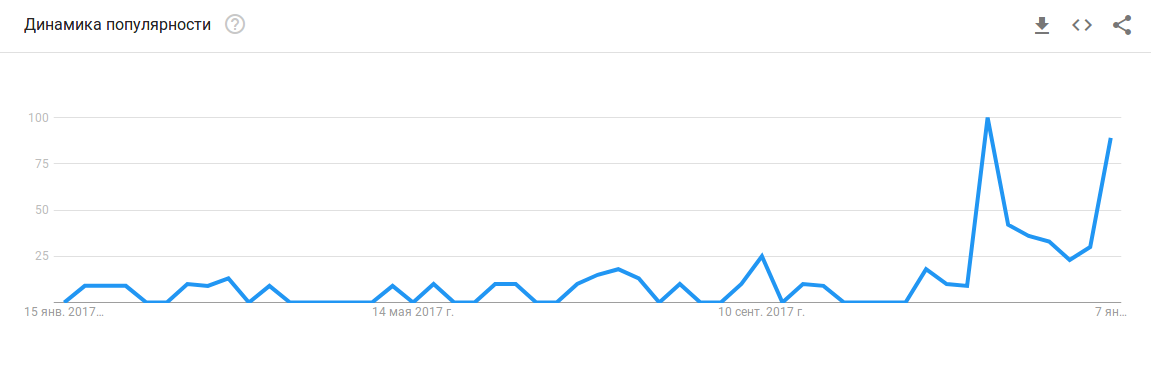 Динамика популярности
100
75
50
25
15 янв. 2017… 14 мая 2017 г. 10 сент. 2017 г. 7 ян…